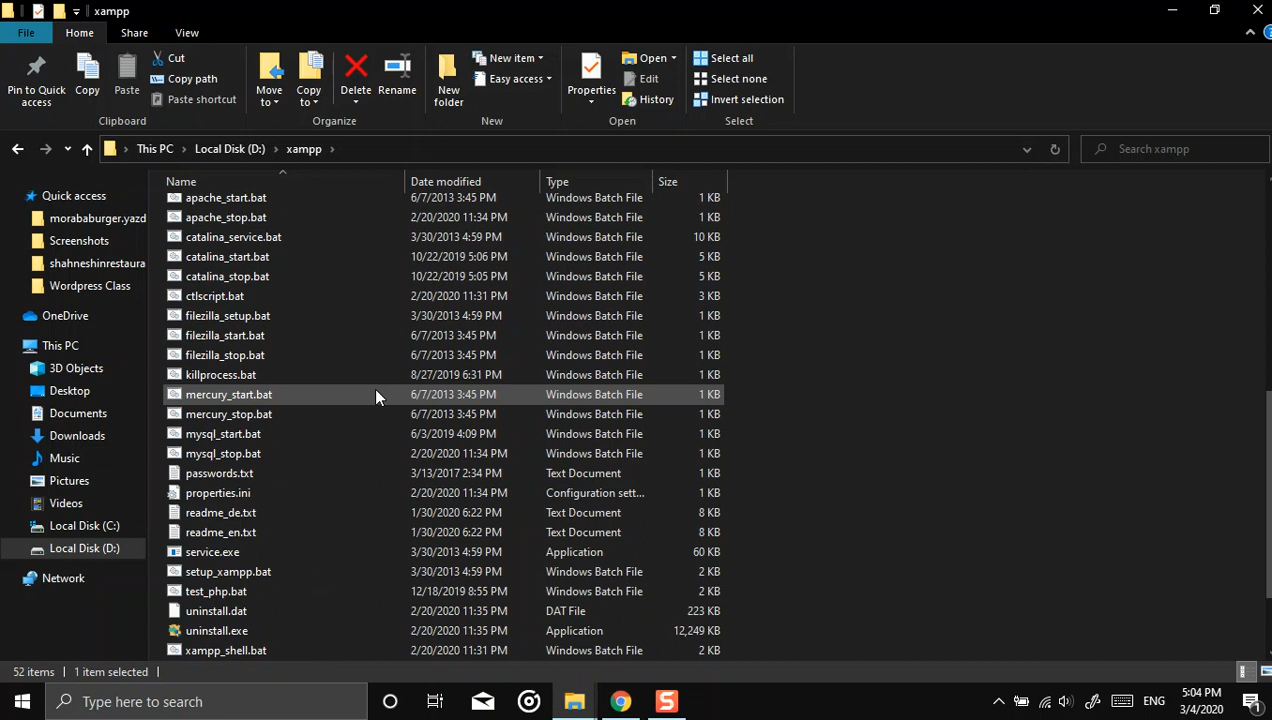 xampp
File Home Share View
Pin to Quick access
Copy
Paste
Cut
Copy path
Paste shortcut
Clipboard
Move to
Copy to
Delete
Rename
Organize
New folder
New item
Easy access
New
Properties
Open
Edit
History
Open
Select all
Select none
Invert selection
Select
This PC Local Disk (D:) xampp
Search xampp
Quick access
morababurger.yazd
Screenshots
shahneshinrestaura
Wordpress Class
OneDrive
This PC
3D Objects
Desktop
Documents
Downloads
Music
Pictures
Videos
Local Disk (C:)
Local Disk (D:)
Network
Name Date modified Type Size
apache_start.bat 6/7/2013 3:45 PM Windows Batch File 1 KB
apache_stop.bat 2/20/2020 11:34 PM Windows Batch File 1 KB
catalina_service.bat 3/30/2013 4:59 PM Windows Batch File 10 KB
catalina_start.bat 10/22/2019 5:06 PM Windows Batch File 5 KB
catalina_stop.bat 10/22/2019 5:05 PM Windows Batch File 5 KB
ctlscript.bat 2/20/2020 11:31 PM Windows Batch File 3 KB
filezilla_setup.bat 3/30/2013 4:59 PM Windows Batch File 1 KB
filezilla_start.bat 6/7/2013 3:45 PM Windows Batch File 1 KB
filezilla_stop.bat 6/7/2013 3:45 PM Windows Batch File 1 KB
killprocess.bat 8/27/2019 6:31 PM Windows Batch File 1 KB
mercury_start.bat 6/7/2013 3:45 PM Windows Batch File 1 KB
mercury_stop.bat 6/7/2013 3:45 PM Windows Batch File 1 KB
mysql_start.bat 6/3/2019 4:09 PM Windows Batch File 1 KB
mysql_stop.bat 2/20/2020 11:34 PM Windows Batch File 1 KB
passwords.txt 3/13/2017 2:34 PM Text Document 1 KB
properties.ini 2/20/2020 11:34 PM Configuration sett... 1 KB
readme_de.txt 1/30/2020 6:22 PM Text Document 8 KB
readme_en.txt 1/30/2020 6:22 PM Text Document 8 KB
service.exe 3/30/2013 4:59 PM Application 60 KB
setup_xampp.bat 3/30/2013 4:59 PM Windows Batch File 2 KB
test_php.bat 12/18/2019 8:55 PM Windows Batch File 2 KB
uninstall.dat 2/20/2020 11:35 PM DAT File 223 KB
uninstall.exe 2/20/2020 11:35 PM Application 12,249 KB
xampp_shell.bat 2/20/2020 11:31 PM Windows Batch File 2 KB
52 items 1 item selected
Type here to search
S
ENG
5:04 PM
3/4/2020
1